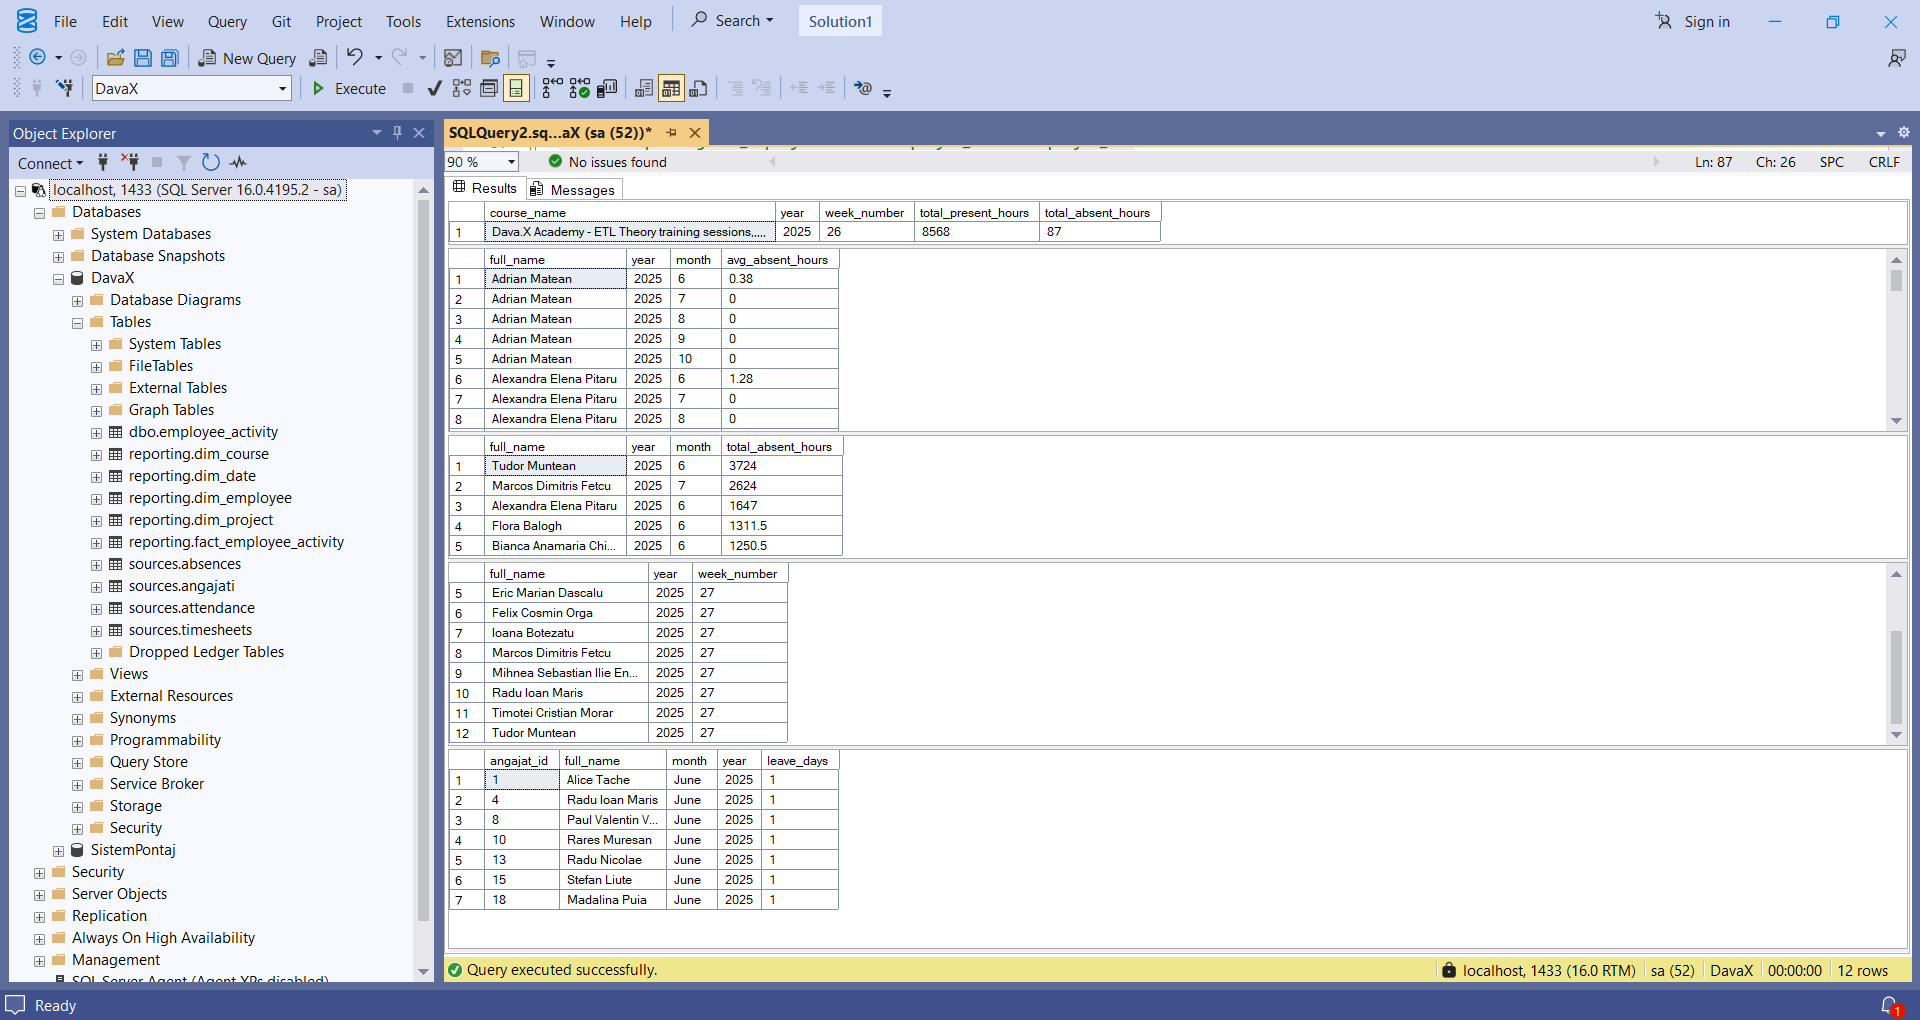 File Edit View Query Git Project Tools Extensions Window Help Search Solution1 Sign in
New Query
DavaX Execute
Object Explorer
Connect
localhost, 1433 (SQL Server 16.0.4195.2 - sa)
Databases
System Databases
Database Snapshots
DavaX
Database Diagrams
Tables
System Tables
FileTables
External Tables
Graph Tables
dbo.employee_activity
reporting.dim_course
reporting.dim_date
reporting.dim_employee
reporting.dim_project
reporting.fact_employee_activity
sources.absences
sources.angajati
sources.attendance
sources.timesheets
Dropped Ledger Tables
Views
External Resources
Synonyms
Programmability
Query Store
Service Broker
Storage
Security
SistemPontaj
Security
Server Objects
Replication
Always On High Availability
Management
SQL Server Agent (Agent XPs disabled)
SQLQuery2.sq...aX (sa (52))*
90 % No issues found Ln: 87 Ch: 26 SPC CRLF
Results Messages
course_name year week_number total_present_hours total_absent_hours
1 Dava.X Academy - ETL Theory training sessions,.... 2025 26 8568 87
full_name year month avg_absent_hours
1 Adrian Matean 2025 6 0.38
2 Adrian Matean 2025 7 0
3 Adrian Matean 2025 8 0
4 Adrian Matean 2025 9 0
5 Adrian Matean 2025 10 0
6 Alexandra Elena Pitaru 2025 6 1.28
7 Alexandra Elena Pitaru 2025 7 0
8 Alexandra Elena Pitaru 2025 8 0
full_name year month total_absent_hours
1 Tudor Muntean 2025 6 3724
2 Marcos Dimitris Fetcu 2025 7 2624
3 Alexandra Elena Pitaru 2025 6 1647
4 Flora Balogh 2025 6 1311.5
5 Bianca Anamaria Chi... 2025 6 1250.5
full_name year week_number
5 Eric Marian Dascalu 2025 27
6 Felix Cosmin Orga 2025 27
7 Ioana Botezatu 2025 27
8 Marcos Dimitris Fetcu 2025 27
9 Mihnea Sebastian Ilie En... 2025 27
10 Radu Ioan Maris 2025 27
11 Timotei Cristian Morar 2025 27
12 Tudor Muntean 2025 27
angajat_id full_name month year leave_days
1 1 Alice Tache June 2025 1
2 4 Radu Ioan Maris June 2025 1
3 8 Paul Valentin V... June 2025 1
4 10 Rares Muresan June 2025 1
5 13 Radu Nicolae June 2025 1
6 15 Stefan Liute June 2025 1
7 18 Madalina Puia June 2025 1
Query executed successfully. localhost, 1433 (16.0 RTM) sa (52) DavaX 00:00:00 12 rows
Ready 1